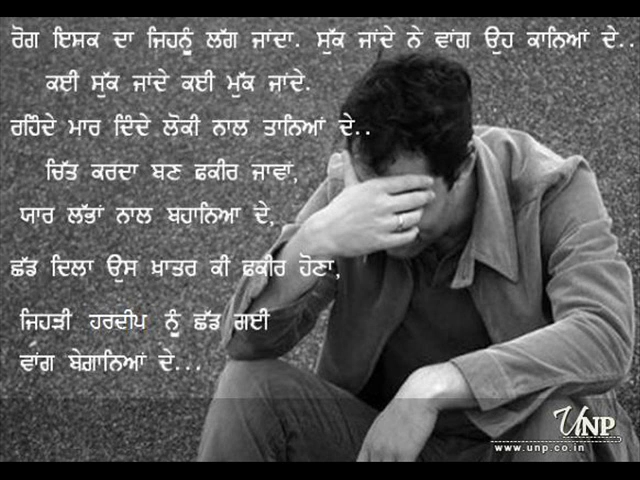 ਰੋਗ ਇਸ਼ਕ ਦਾ ਜਿਹਨੂੰ ਲੱਗ ਜਾਂਦਾ. ਸੁੱਕ ਜਾਂਦੇ ਨੇ ਵਾਂਗ ਉਹ ਕਾਨਿਆਂ ਦੇ..
ਕਈ ਸੁੱਕ ਜਾਂਦੇ ਕਈ ਮੁੱਕ ਜਾਂਦੇ.
ਰਹਿੰਦੇ ਮਾਰ ਦਿੰਦੇ ਲੋਕੀ ਨਾਲ ਤਾਨਿਆਂ ਦੇ..
ਚਿੱਤ ਕਰਦਾ ਬਣ ਫ਼ਕੀਰ ਜਾਵਾਂ,
ਯਾਰ ਲੱਭਾਂ ਨਾਲ ਬਹਾਨਿਆ ਦੇ,
ਛੱਡ ਦਿਲਾ ਉਸ ਖ਼ਾਤਰ ਕੀ ਫ਼ਕੀਰ ਹੋਣਾ,
ਜਿਹੜੀ ਹਰਦੀਪ ਨੂੰ ਛੱਡ ਗਈ
ਵਾਂਗ ਬੇਗ਼ਾਨਿਆਂ ਦੇ...
UNP
www.unp.co.in